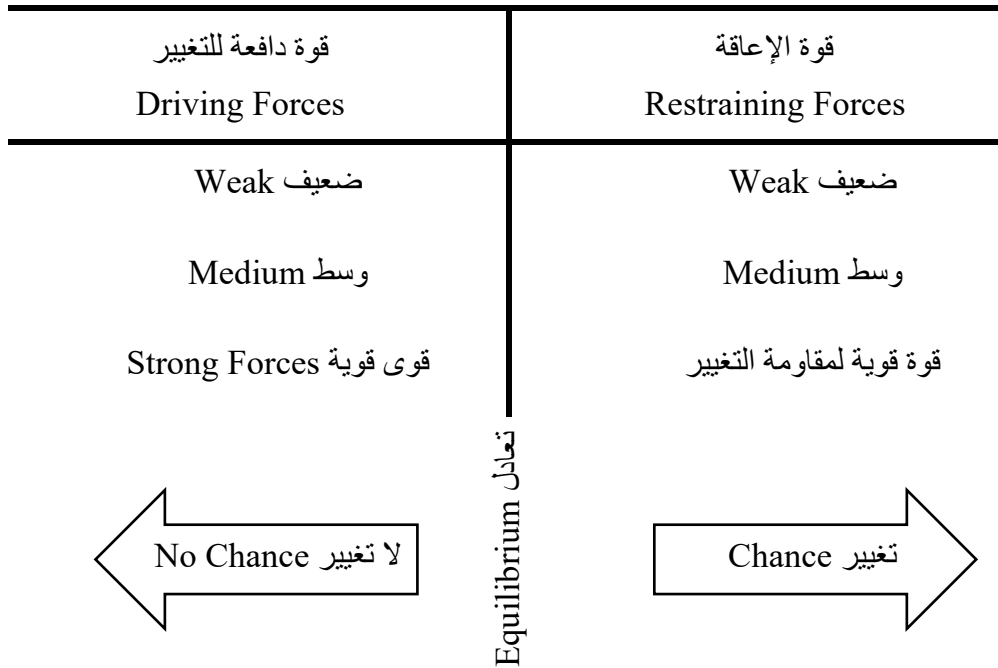 قوة دافعة للتغيير
Driving Forces
قوة الإعاقة
Restraining Forces
ضعيف Weak
ضعيف Weak
وسط Medium
وسط Medium
قوى قوية Strong Forces
قوة قوية لمقاومة التغيير
تعادل Equilibrium
لا تغيير No Chance
تغيير Chance